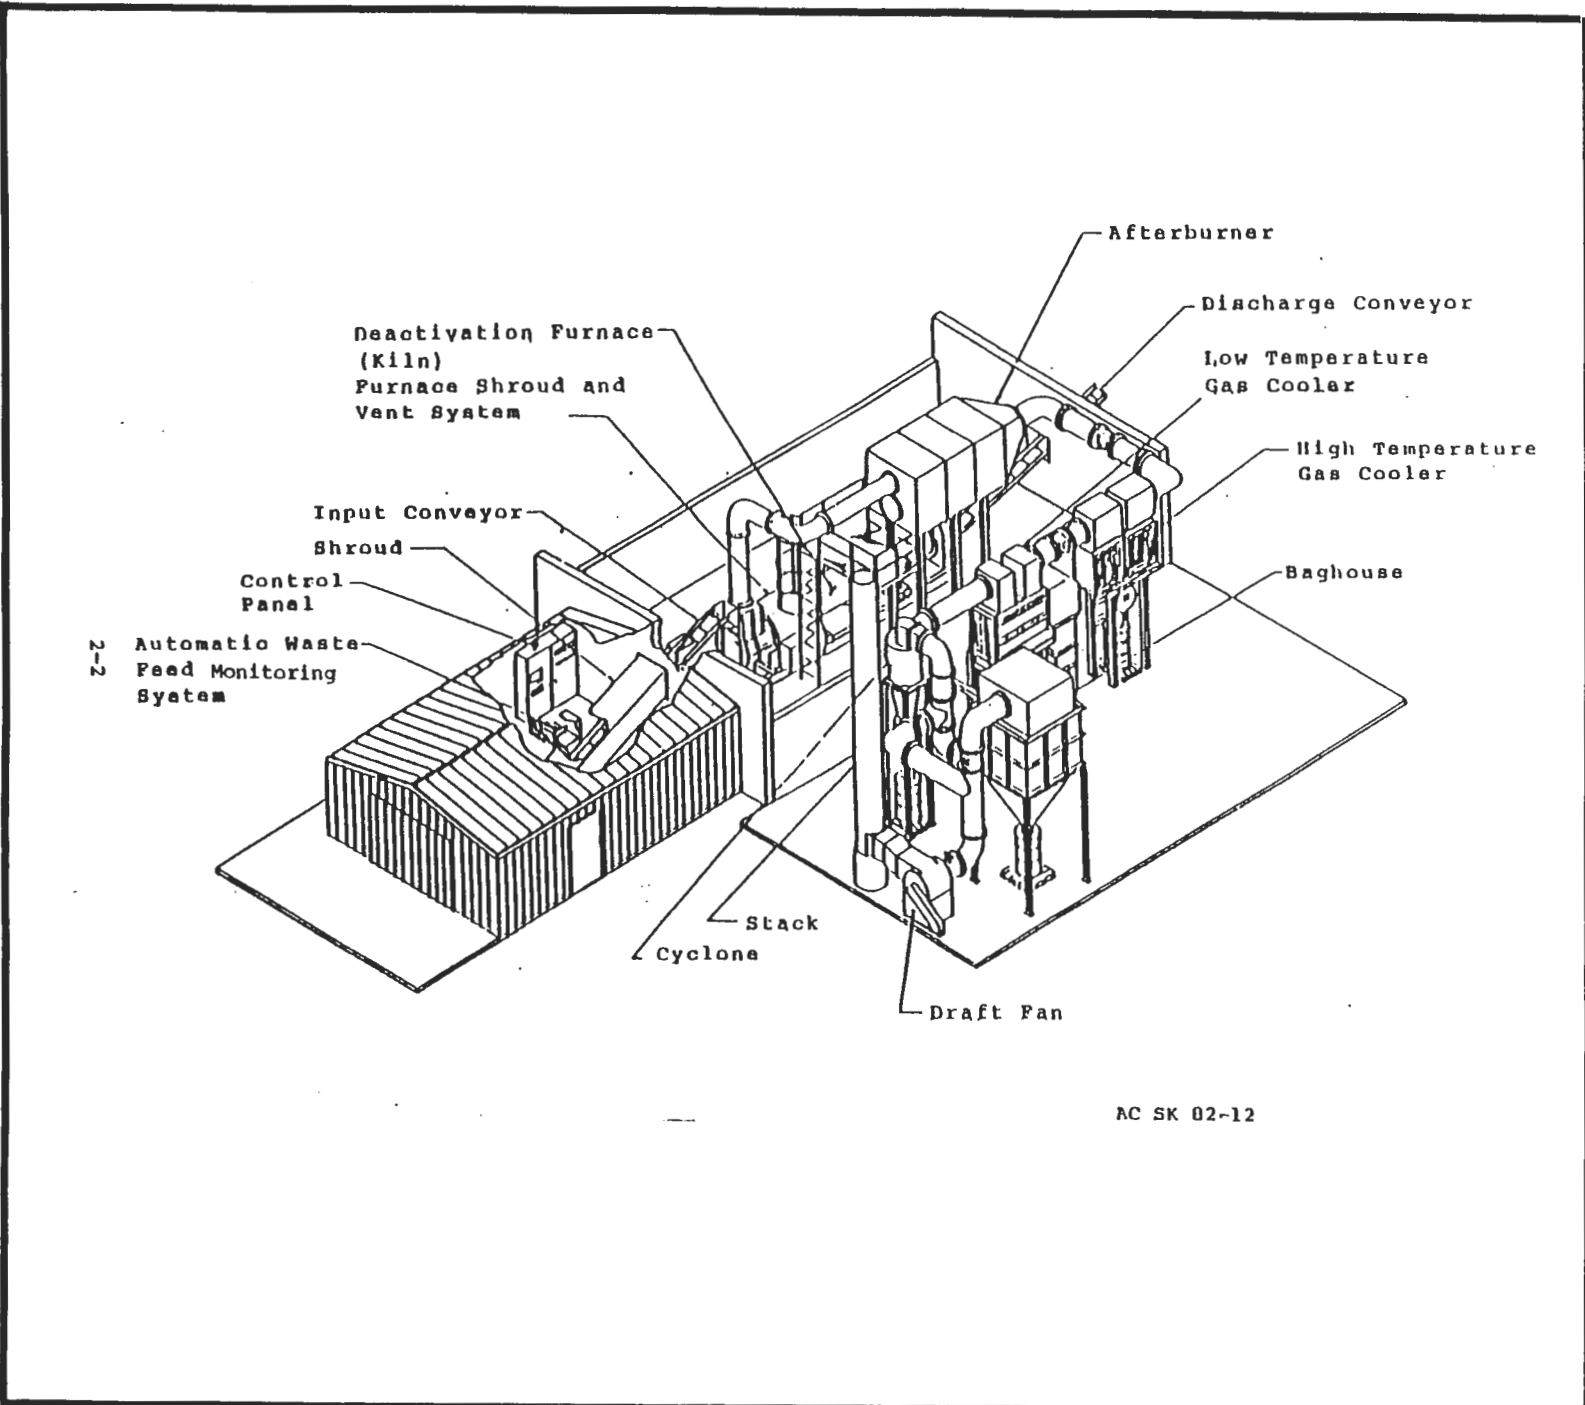 Afterburner
Discharge Conveyor
Deactivation Furnace
(Kiln)
Furnace Shroud and
Vent System
Low Temperature
Gas Cooler
High Temperature
Gas Cooler
Input Conveyor
Shroud
Control
Panel
Baghouse
2-2
Automatic Waste
Feed Monitoring
System
Stack
Cyclone
Draft Fan
AC SK 02-12